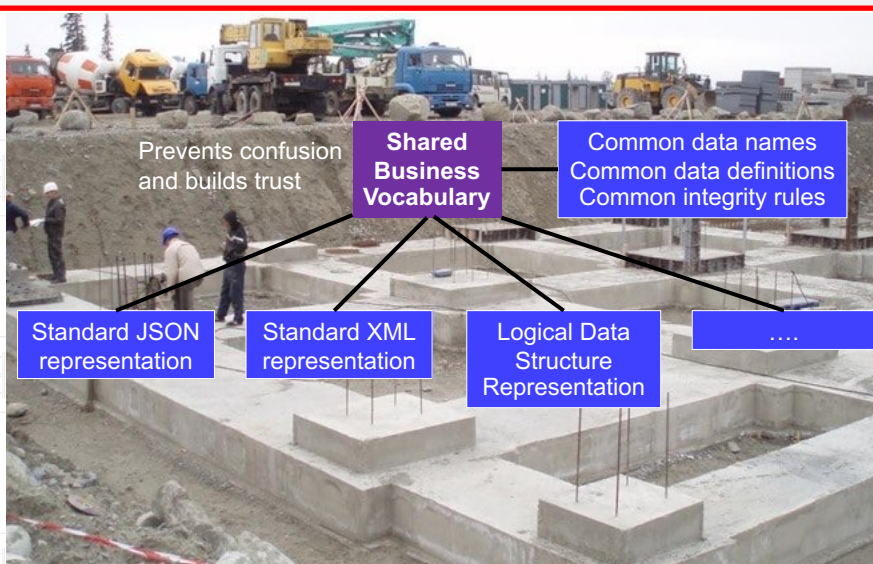 Prevents confusion
and builds trust
Shared
Business
Vocabulary
Common data names
Common data definitions
Common integrity rules
Standard JSON
representation
Standard XML
representation
Logical Data
Structure
Representation
….